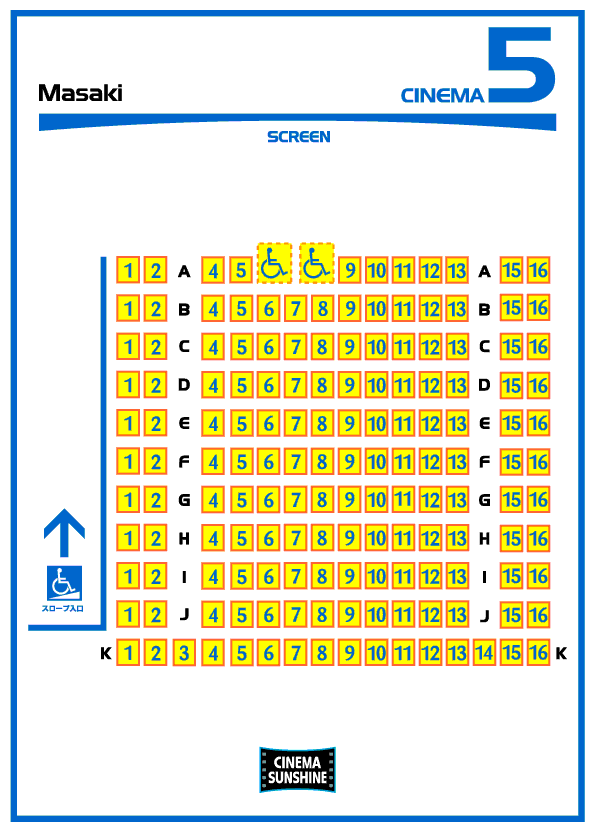 Masaki
CINEMA 5
SCREEN
1 2 A 4 5 9 10 11 12 13 A 15 16
1 2 B 4 5 6 7 8 9 10 11 12 13 B 15 16
1 2 C 4 5 6 7 8 9 10 11 12 13 C 15 16
1 2 D 4 5 6 7 8 9 10 11 12 13 D 15 16
1 2 E 4 5 6 7 8 9 10 11 12 13 E 15 16
1 2 F 4 5 6 7 8 9 10 11 12 13 F 15 16
1 2 G 4 5 6 7 8 9 10 11 12 13 G 15 16
1 2 H 4 5 6 7 8 9 10 11 12 13 H 15 16
1 2 I 4 5 6 7 8 9 10 11 12 13 I 15 16
スロープ入口
1 2 J 4 5 6 7 8 9 10 11 12 13 J 15 16
K 1 2 3 4 5 6 7 8 9 10 11 12 13 14 15 16 K
CINEMA
SUNSHINE